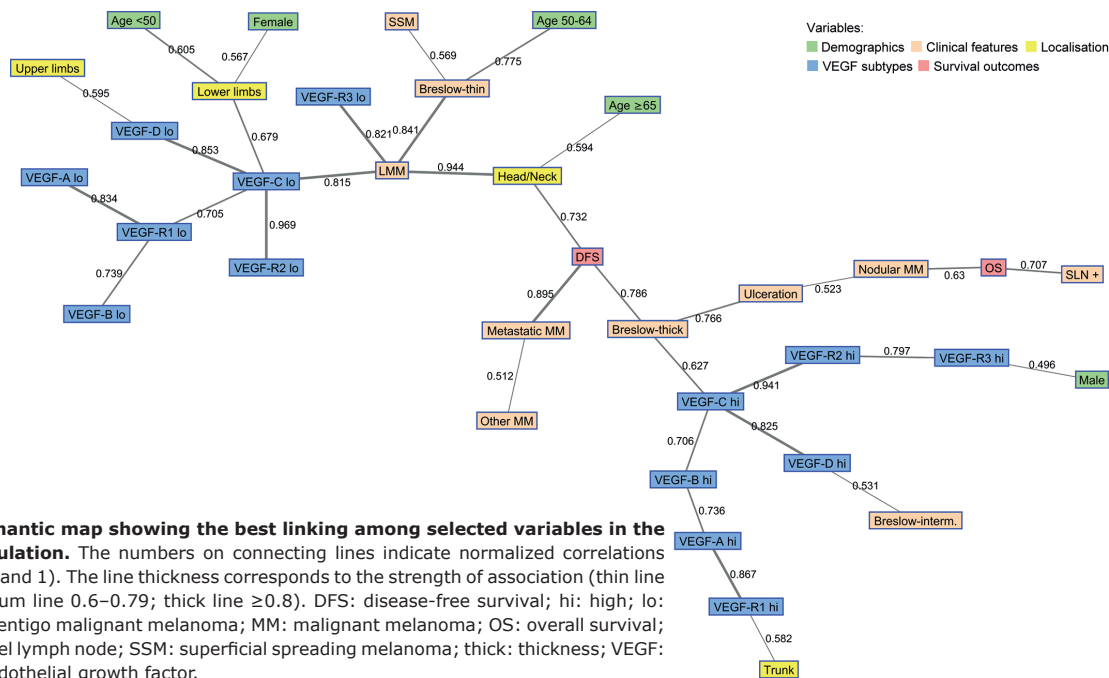 Age <50
Female
SSM
Age 50-64
Variables:
Demographics Clinical features Localisation
VEGF subtypes Survival outcomes
0.605
0.567
0.569
0.775
Upper limbs
Lower limbs
Breslow-thin
VEGF-R3 lo
Age ≥65
0.595
VEGF-D lo
0.679
0.821
0.841
0.594
0.853
LMM
0.944
Head/Neck
VEGF-A lo
VEGF-C lo
0.815
0.834
0.705
0.732
VEGF-R1 lo
0.969
DFS
VEGF-R2 lo
0.739
Nodular MM
0.63
OS
0.707
SLN +
0.895
0.786
Ulceration
0.523
VEGF-B lo
Metastatic MM
Breslow-thick
0.766
0.627
VEGF-R2 hi
0.797
VEGF-R3 hi
0.496
Male
0.512
0.941
VEGF-C hi
Other MM
0.825
0.706
VEGF-D hi
VEGF-B hi
0.531
Breslow-interm.
0.736
VEGF-A hi
0.867
VEGF-R1 hi
0.582
Trunk
mantic map showing the best linking among selected variables in the
ulation. The numbers on connecting lines indicate normalized correlations
and 1). The line thickness corresponds to the strength of association (thin line
um line 0.6–0.79; thick line ≥0.8). DFS: disease-free survival; hi: high; lo:
entigo malignant melanoma; MM: malignant melanoma; OS: overall survival;
el lymph node; SSM: superficial spreading melanoma; thick: thickness; VEGF:
dothelial growth factor.